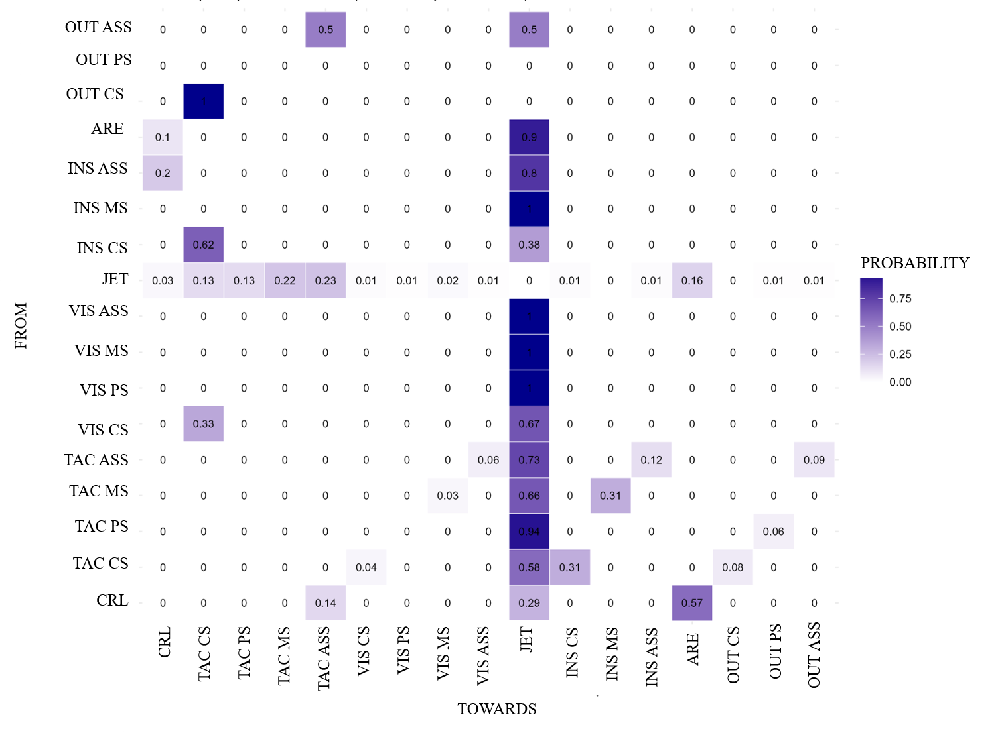 OUT ASS 0 0 0 0 0.5 0 0 0 0 0.5 0 0 0 0 0 0 0
OUT PS 0 0 0 0 0 0 0 0 0 0 0 0 0 0 0 0 0
OUT CS 0 1 0 0 0 0 0 0 0 0 0 0 0 0 0 0 0
ARE 0.1 0 0 0 0 0 0 0 0 0.9 0 0 0 0 0 0 0
INS ASS 0.2 0 0 0 0 0 0 0 0 0.8 0 0 0 0 0 0 0
INS MS 0 0 0 0 0 0 0 0 0 1 0 0 0 0 0 0 0
INS CS 0 0.62 0 0 0 0 0 0 0 0.38 0 0 0 0 0 0 0
JET 0.03 0.13 0.13 0.22 0.23 0.01 0.01 0.02 0.01 0 0.01 0 0.01 0.16 0 0.01 0.01
VIS ASS 0 0 0 0 0 0 0 0 0 1 0 0 0 0 0 0 0
VIS MS 0 0 0 0 0 0 0 0 0 1 0 0 0 0 0 0 0
VIS PS 0 0 0 0 0 0 0 0 0 1 0 0 0 0 0 0 0
VIS CS 0 0.33 0 0 0 0 0 0 0 0.67 0 0 0 0 0 0 0
TAC ASS 0 0 0 0 0 0 0 0 0.06 0.73 0 0 0.12 0 0 0 0.09
TAC MS 0 0 0 0 0 0 0 0.03 0 0.66 0 0.31 0 0 0 0 0
TAC PS 0 0 0 0 0 0 0 0 0 0.94 0 0 0 0 0 0.06 0
TAC CS 0 0 0 0 0 0.04 0 0 0 0.58 0.31 0 0 0 0.08 0 0
CRL 0 0 0 0 0.14 0 0 0 0 0.29 0 0 0 0.57 0 0 0
FROM
CRL
TAC CS
TAC PS
TAC MS
TAC ASS
VIS CS
VIS PS
VIS MS
VIS ASS
JET
INS CS
INS MS
INS ASS
ARE
OUT CS
OUT PS
OUT ASS
TOWARDS
PROBABILITY
0.75
0.50
0.25
0.00